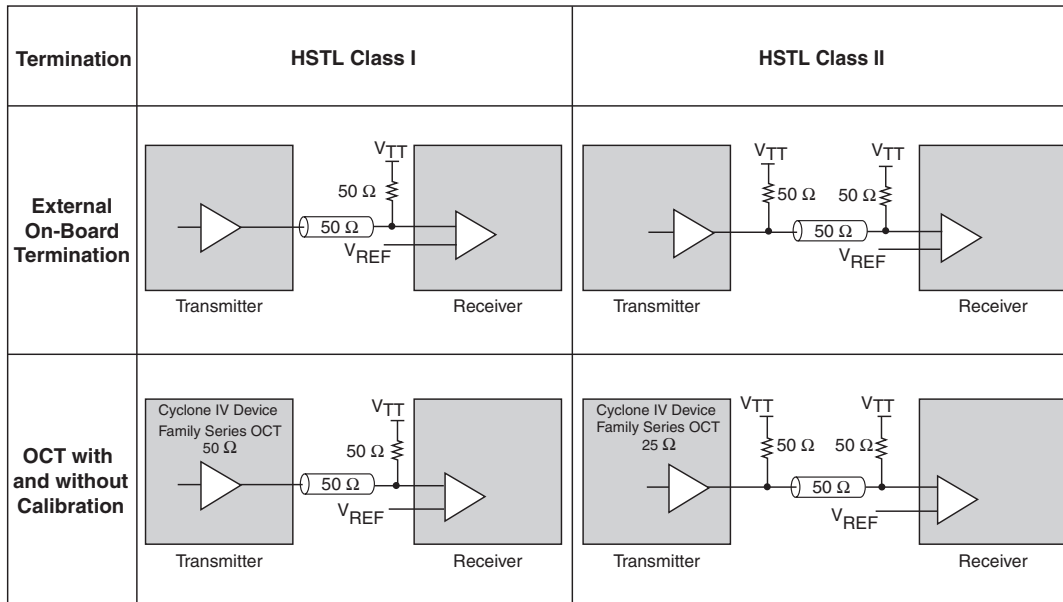 Termination
HSTL Class I
HSTL Class II
External
On-Board
Termination
VTT
50 Ω
50 Ω
VREF
Transmitter
Receiver
VTT
VTT
50 Ω
50 Ω
50 Ω
VREF
Transmitter
Receiver
OCT with
and without
Calibration
Cyclone IV Device
Family Series OCT
50 Ω
VTT
50 Ω
50 Ω
VREF
Transmitter
Receiver
Cyclone IV Device
Family Series OCT
25 Ω
VTT
VTT
50 Ω
50 Ω
50 Ω
VREF
Transmitter
Receiver